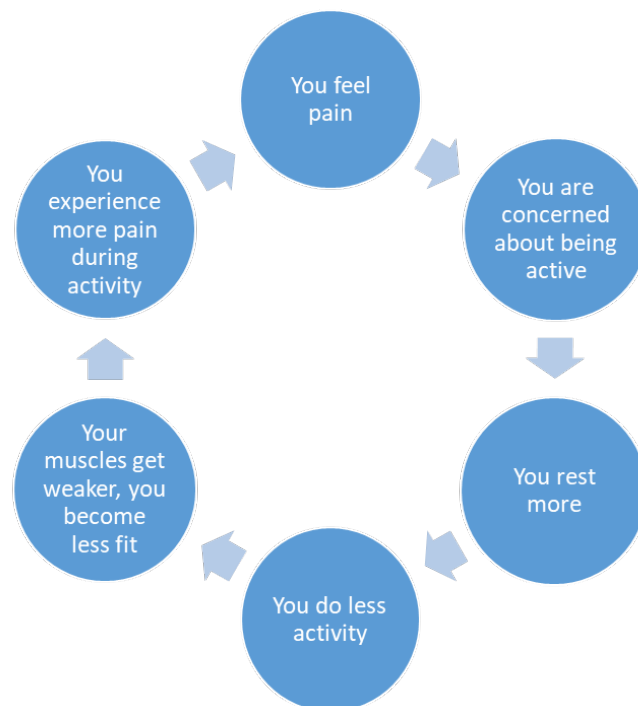 You feel
pain
You are
concerned
about being
active
You rest
more
You do less
activity
Your
muscles get
weaker, you
become
less fit
You
experience
more pain
during
activity